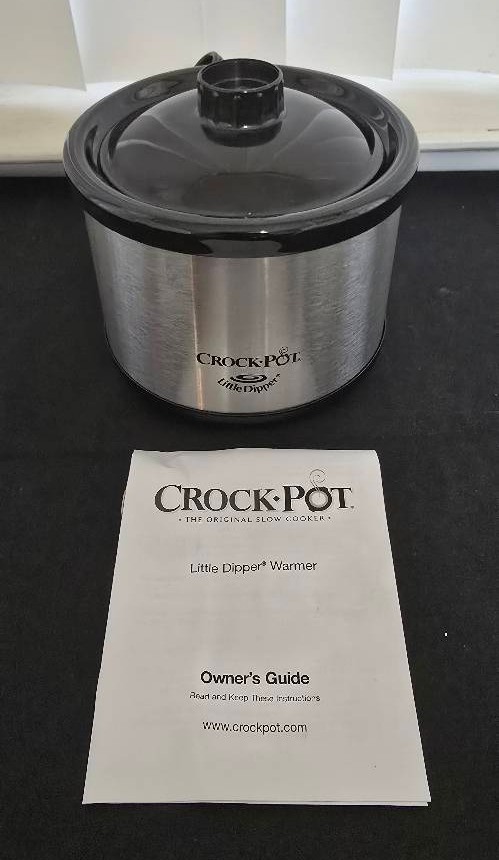 CROCK·POT®
Little Dipper®
CROCK·POT®
• THE ORIGINAL SLOW COOKER •
Little Dipper® Warmer
Owner's Guide
Read and Keep These Instructions
www.crockpot.com